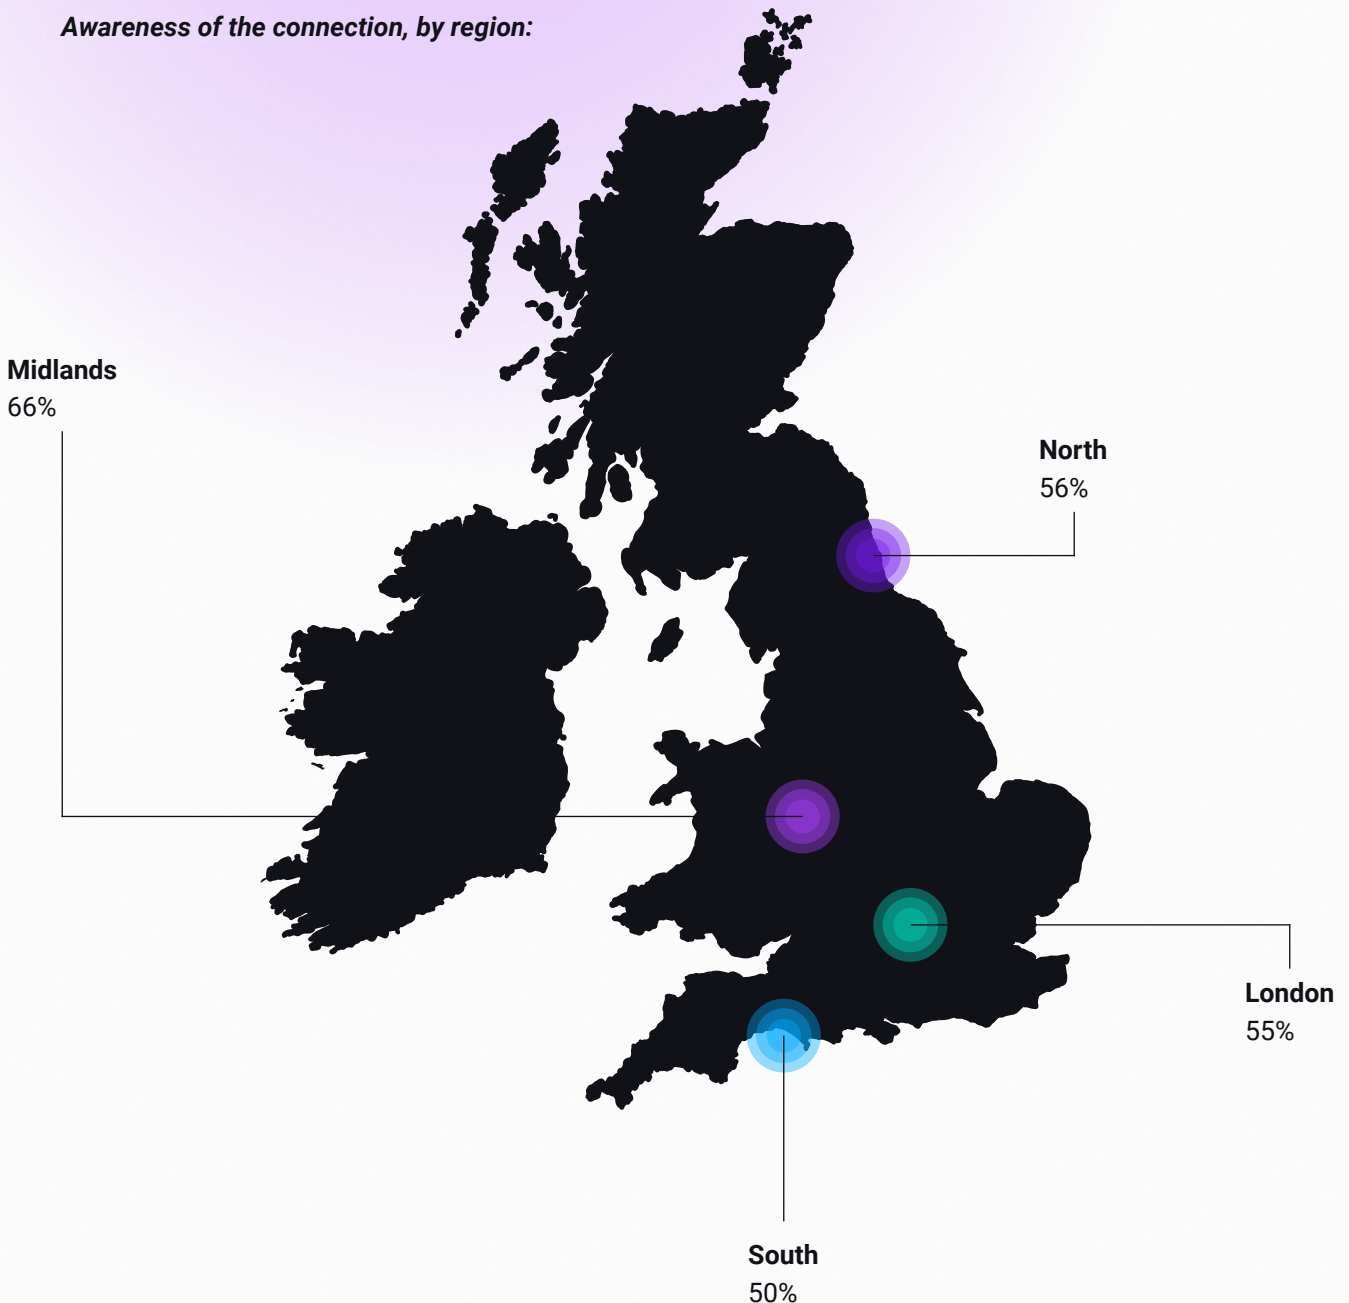 Awareness of the connection, by region:
Midlands
66%
North
56%
London
55%
South
50%